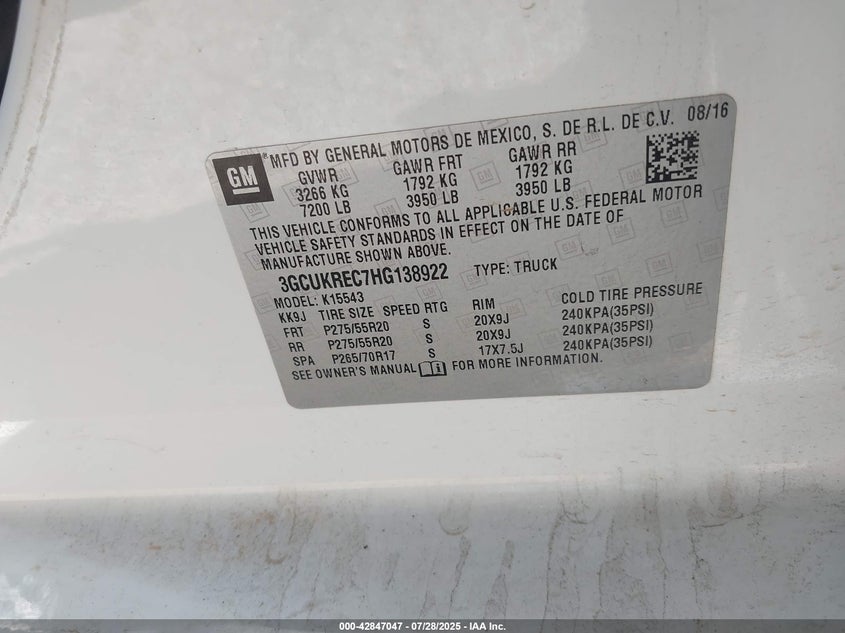 GM
MFD BY GENERAL MOTORS DE MEXICO, S. DE R.L. DE C.V. 08/16
GVWR GAWR FRT GAWR RR
3266 KG 1792 KG 1792 KG
7200 LB 3950 LB 3950 LB
THIS VEHICLE CONFORMS TO ALL APPLICABLE U.S. FEDERAL MOTOR
VEHICLE SAFETY STANDARDS IN EFFECT ON THE DATE OF
MANUFACTURE SHOWN ABOVE.
3GCUKREC7HG138922 TYPE: TRUCK
MODEL: K15543
KK9J TIRE SIZE SPEED RTG RIM COLD TIRE PRESSURE
FRT P275/55R20 S 20X9J 240KPA(35PSI)
RR P275/55R20 S 20X9J 240KPA(35PSI)
SPA P265/70R17 S 17X7.5J 240KPA(35PSI)
SEE OWNER'S MANUAL FOR MORE INFORMATION.
000-42847047 / 07/28/2025 - IAA Inc.